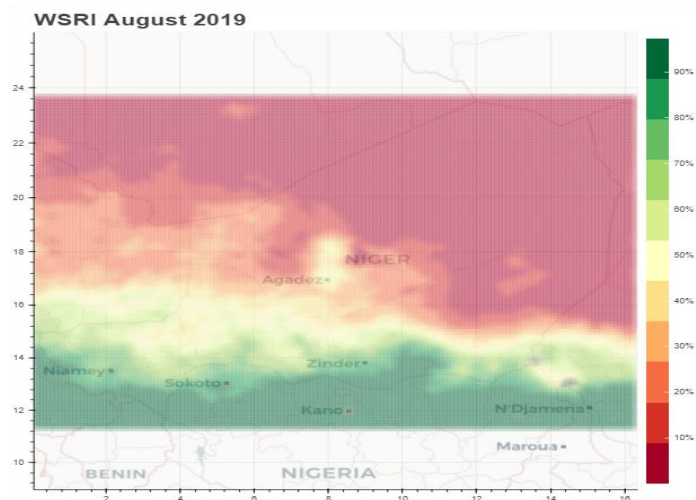 WSRI August 2019
24
22
20
18
16
14
12
10
NIGER
Agadez
Zinder
Niamey
Sokoto
Kano
N'Djamena
Maroua
BENIN
NIGERIA
2
4
6
8
10
12
14
16
90%
80%
70%
60%
50%
40%
30%
20%
10%